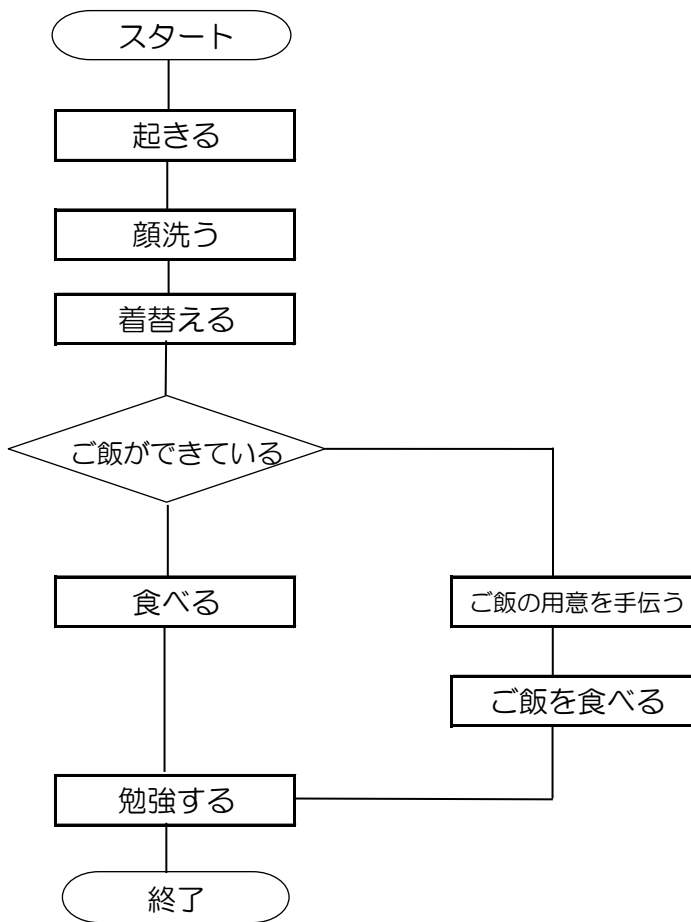 スタート
起きる
顔洗う
着替える
ご飯ができている
食べる
ご飯の用意を手伝う
ご飯を食べる
勉強する
終了